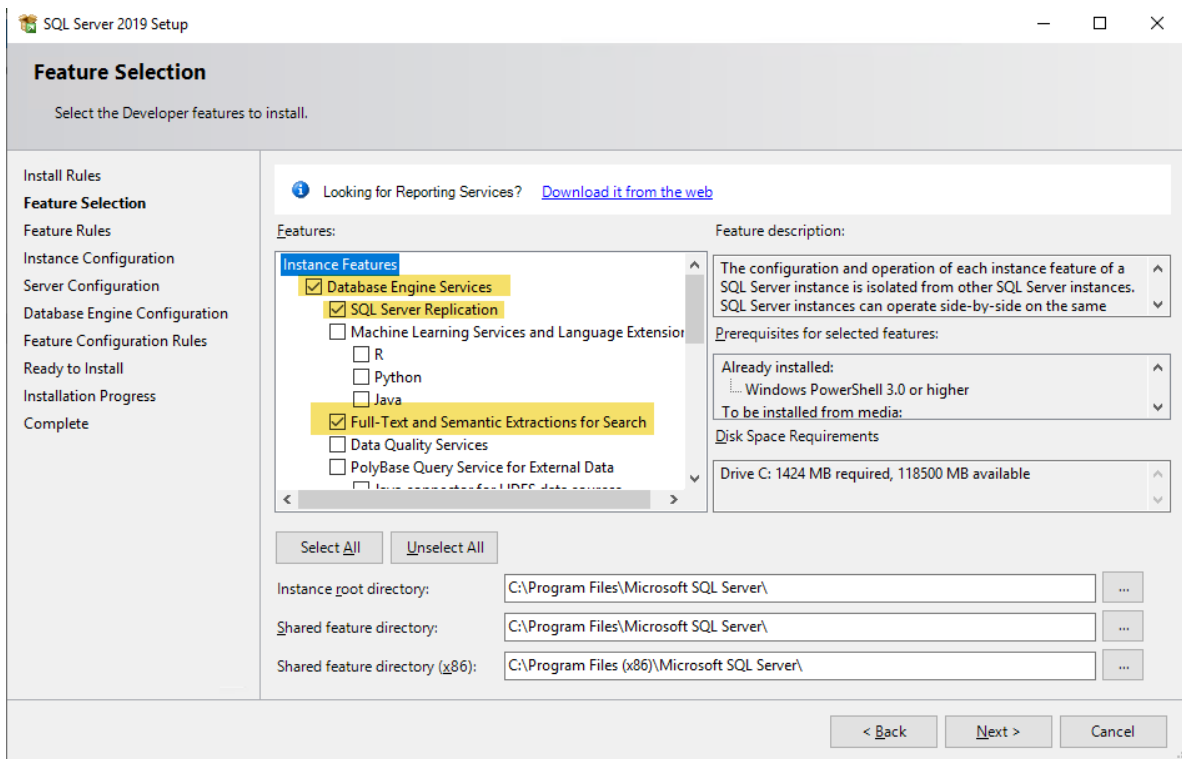 SQL Server 2019 Setup
Feature Selection
Select the Developer features to install.
Install Rules
Feature Selection
Feature Rules
Instance Configuration
Server Configuration
Database Engine Configuration
Feature Configuration Rules
Ready to Install
Installation Progress
Complete
Looking for Reporting Services? Download it from the web
Features:
Instance Features
Database Engine Services
SQL Server Replication
Machine Learning Services and Language Extension
R
Python
Java
Full-Text and Semantic Extractions for Search
Data Quality Services
PolyBase Query Service for External Data
Java connector for HDFS data sources
Feature description:
The configuration and operation of each instance feature of a
SQL Server instance is isolated from other SQL Server instances.
SQL Server instances can operate side-by-side on the same
Prerequisites for selected features:
Already installed:
Windows PowerShell 3.0 or higher
To be installed from media:
Disk Space Requirements
Drive C: 1424 MB required, 118500 MB available
Select All
Unselect All
Instance root directory:
C:\Program Files\Microsoft SQL Server\
...
Shared feature directory:
C:\Program Files\Microsoft SQL Server\
...
Shared feature directory (x86):
C:\Program Files (x86)\Microsoft SQL Server\
...
< Back
Next >
Cancel